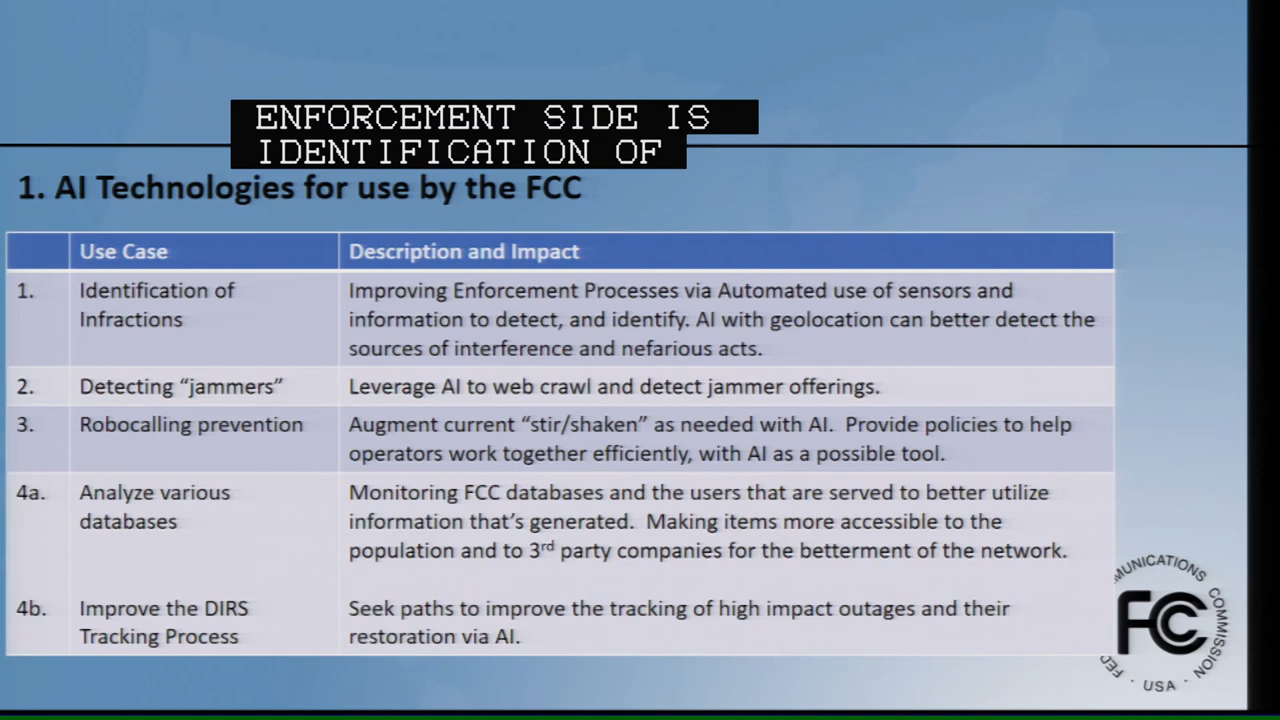 ENFORCEMENT SIDE IS
IDENTIFICATION OF
1. AI Technologies for use by the FCC
Use Case
Description and Impact
1.
Identification of
Infractions
Improving Enforcement Processes via Automated use of sensors and
information to detect, and identify. AI with geolocation can better detect the
sources of interference and nefarious acts.
2.
Detecting “jammers”
Leverage AI to web crawl and detect jammer offerings.
3.
Robocalling prevention
Augment current “stir/shaken” as needed with AI. Provide policies to help
operators work together efficiently, with AI as a possible tool.
4a.
Analyze various
databases
Monitoring FCC databases and the users that are served to better utilize
information that’s generated. Making items more accessible to the
population and to 3rd party companies for the betterment of the network.
4b.
Improve the DIRS
Tracking Process
Seek paths to improve the tracking of high impact outages and their
restoration via AI.
FCC
COMMISSION
USA